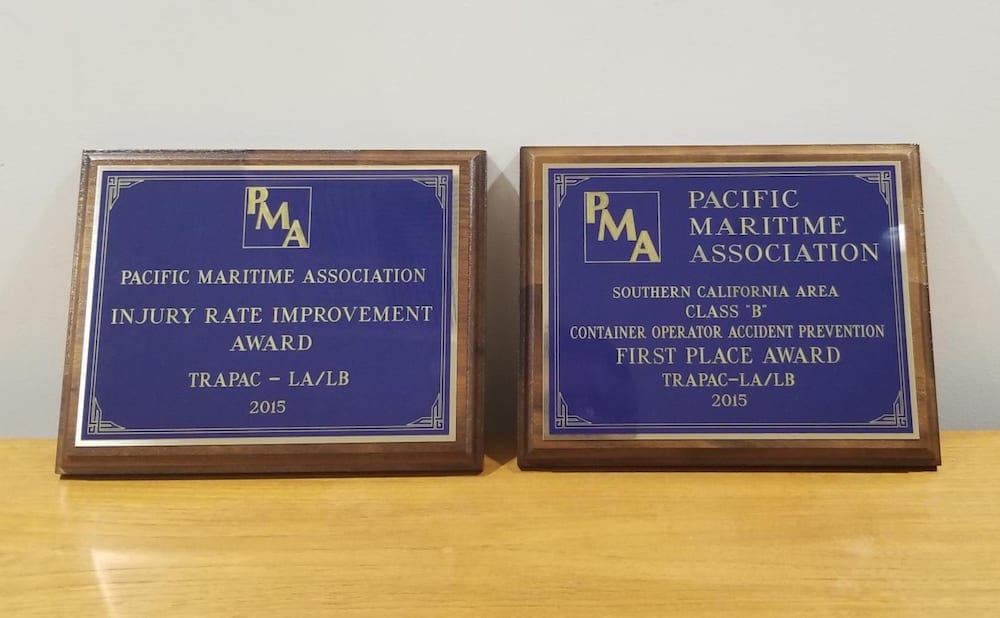 PMA
PACIFIC MARITIME ASSOCIATION
INJURY RATE IMPROVEMENT
AWARD
TRAPAC - LA/LB
2015
PMA
PACIFIC
MARITIME
ASSOCIATION
SOUTHERN CALIFORNIA AREA
CLASS "B"
CONTAINER OPERATOR ACCIDENT PREVENTION
FIRST PLACE AWARD
TRAPAC-LA/LB
2015